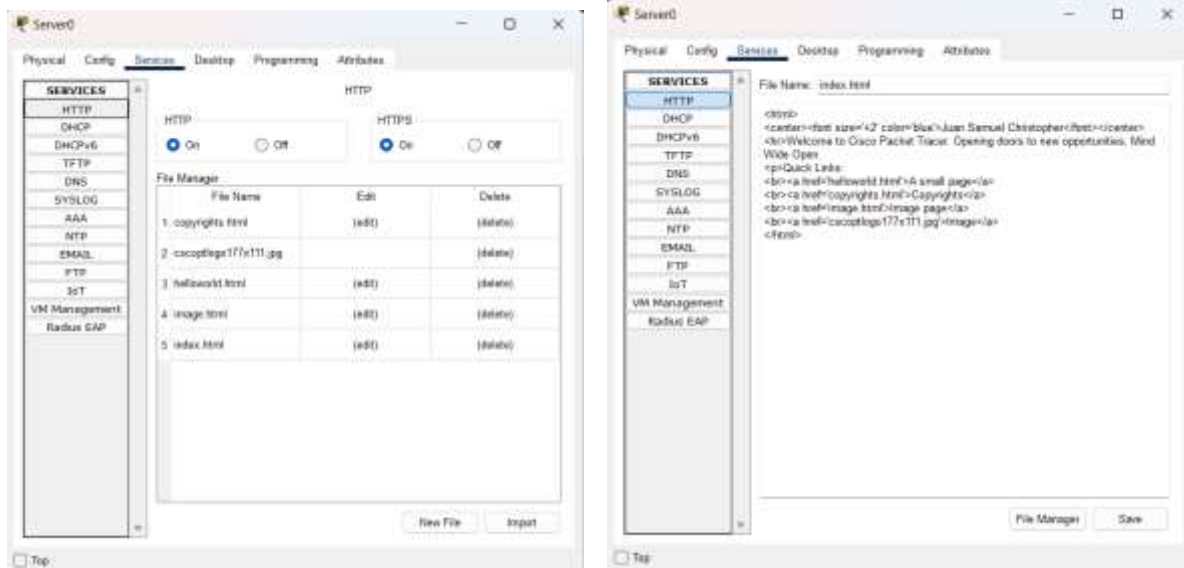 Server0
Physical Config Services Desktop Programming Attributes
SERVICES
HTTP
DHCP
DHCPv6
TFTP
DNS
SYSLOG
AAA
NTP
EMAIL
FTP
IoT
VM Management
Radius EAP
HTTP
HTTP
On Off
HTTPS
On Off
File Manager
File Name Edit Delete
1 copyrights.html (edit) (delete)
2 cscoptlogo177x111.jpg (delete)
3 helloworld.html (edit) (delete)
4 image.html (edit) (delete)
5 index.html (edit) (delete)
New File Import
Top
Server0
Physical Config Services Desktop Programming Attributes
SERVICES
HTTP
DHCP
DHCPv6
TFTP
DNS
SYSLOG
AAA
NTP
EMAIL
FTP
IoT
VM Management
Radius EAP
File Name: index.html
<html>
<center><font size='+2' color='blue'>Juan Samuel Christopher</font></center>
<hr>Welcome to Cisco Packet Tracer. Opening doors to new opportunities. Mind
Wide Open.
<p>Quick Links:
<br><a href='helloworld.html'>A small page</a>
<br><a href='copyrights.html'>Copyrights</a>
<br><a href='image.html'>Image page</a>
<br><a href='cscoptlogo177x111.jpg'>Image</a>
</html>
File Manager Save
Top